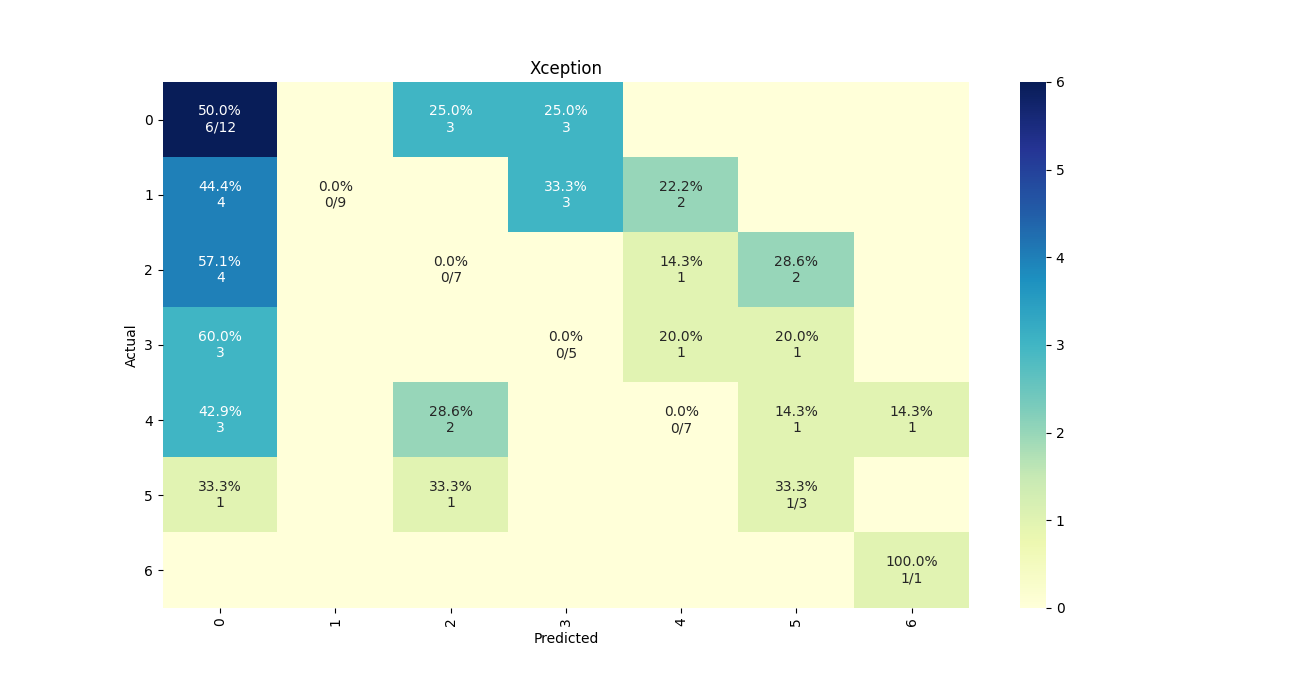 Xception
50.0% 25.0% 25.0%
6/12 3 3
0
6
44.4% 0.0% 33.3% 22.2%
4 0/9 3 2
1
5
57.1% 0.0% 14.3% 28.6%
4 0/7 1 2
2
4
60.0% 0.0% 20.0% 20.0%
3 0/5 1 1
3
3
Actual
42.9% 28.6% 0.0% 14.3% 14.3%
3 2 0/7 1 1
4
2
33.3% 33.3% 33.3%
1 1 1/3
5
1
100.0%
1/1
6
0
0 1 2 3 4 5 6
Predicted